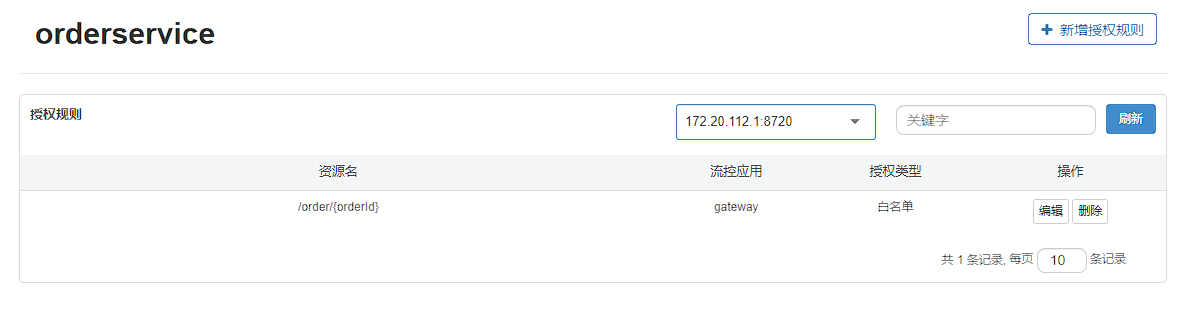 orderservice
+ 新增授权规则
授权规则 172.20.112.1:8720 关键字 刷新
资源名 流控应用 授权类型 操作
/order/{orderId} gateway 白名单 编辑 删除
共 1 条记录, 每页 10 条记录